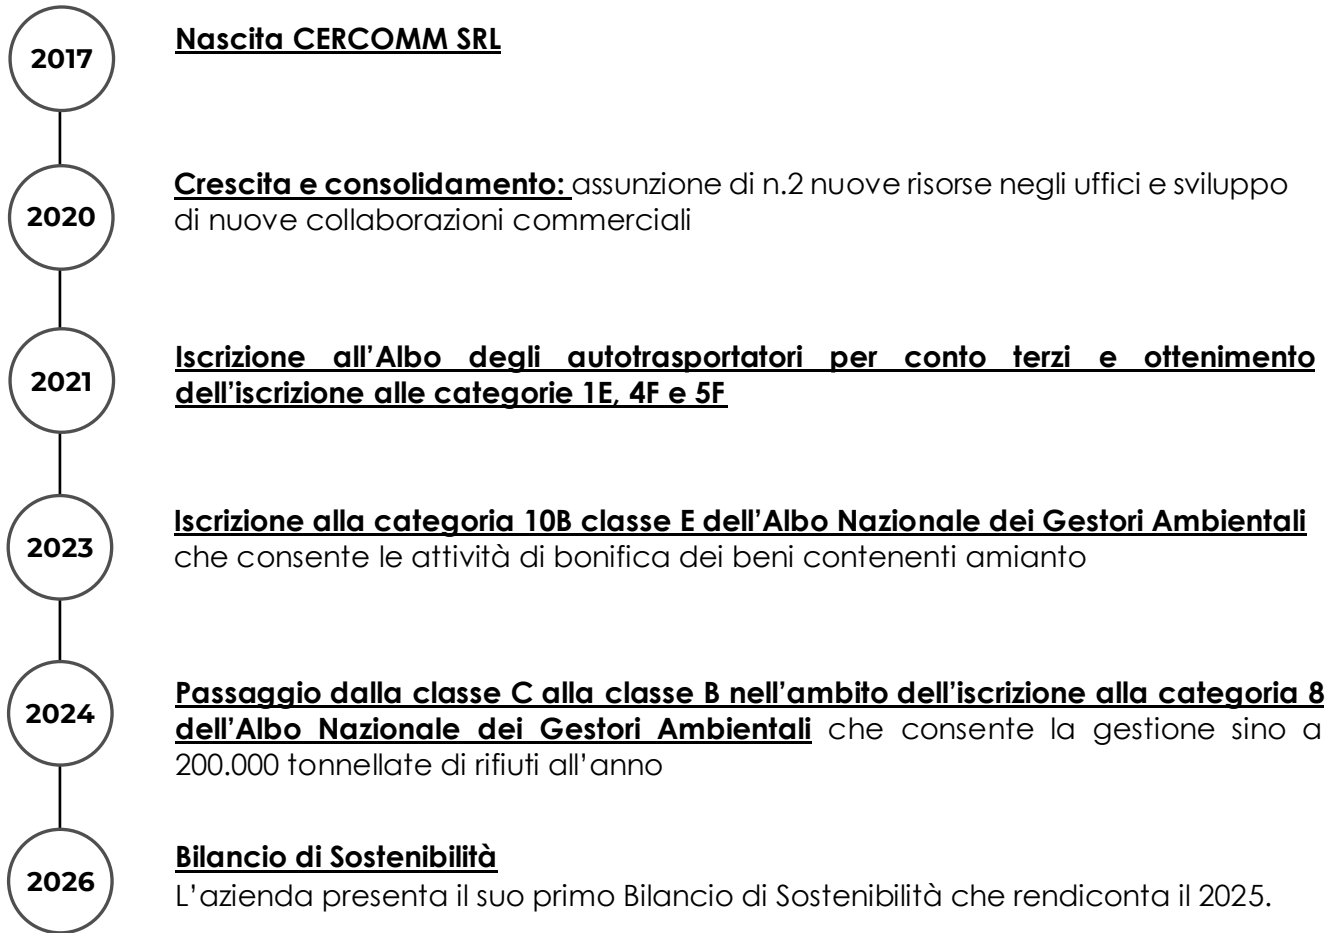 2017
Nascita CERCOMM SRL
2020
Crescita e consolidamento: assunzione di n.2 nuove risorse negli uffici e sviluppo
di nuove collaborazioni commerciali
2021
Iscrizione all’Albo degli autotrasportatori per conto terzi e ottenimento
dell’iscrizione alle categorie 1E, 4F e 5F
2023
Iscrizione alla categoria 10B classe E dell’Albo Nazionale dei Gestori Ambientali
che consente le attività di bonifica dei beni contenenti amianto
2024
Passaggio dalla classe C alla classe B nell’ambito dell’iscrizione alla categoria 8
dell’Albo Nazionale dei Gestori Ambientali che consente la gestione sino a
200.000 tonnellate di rifiuti all’anno
2026
Bilancio di Sostenibilità
L’azienda presenta il suo primo Bilancio di Sostenibilità che rendiconta il 2025.